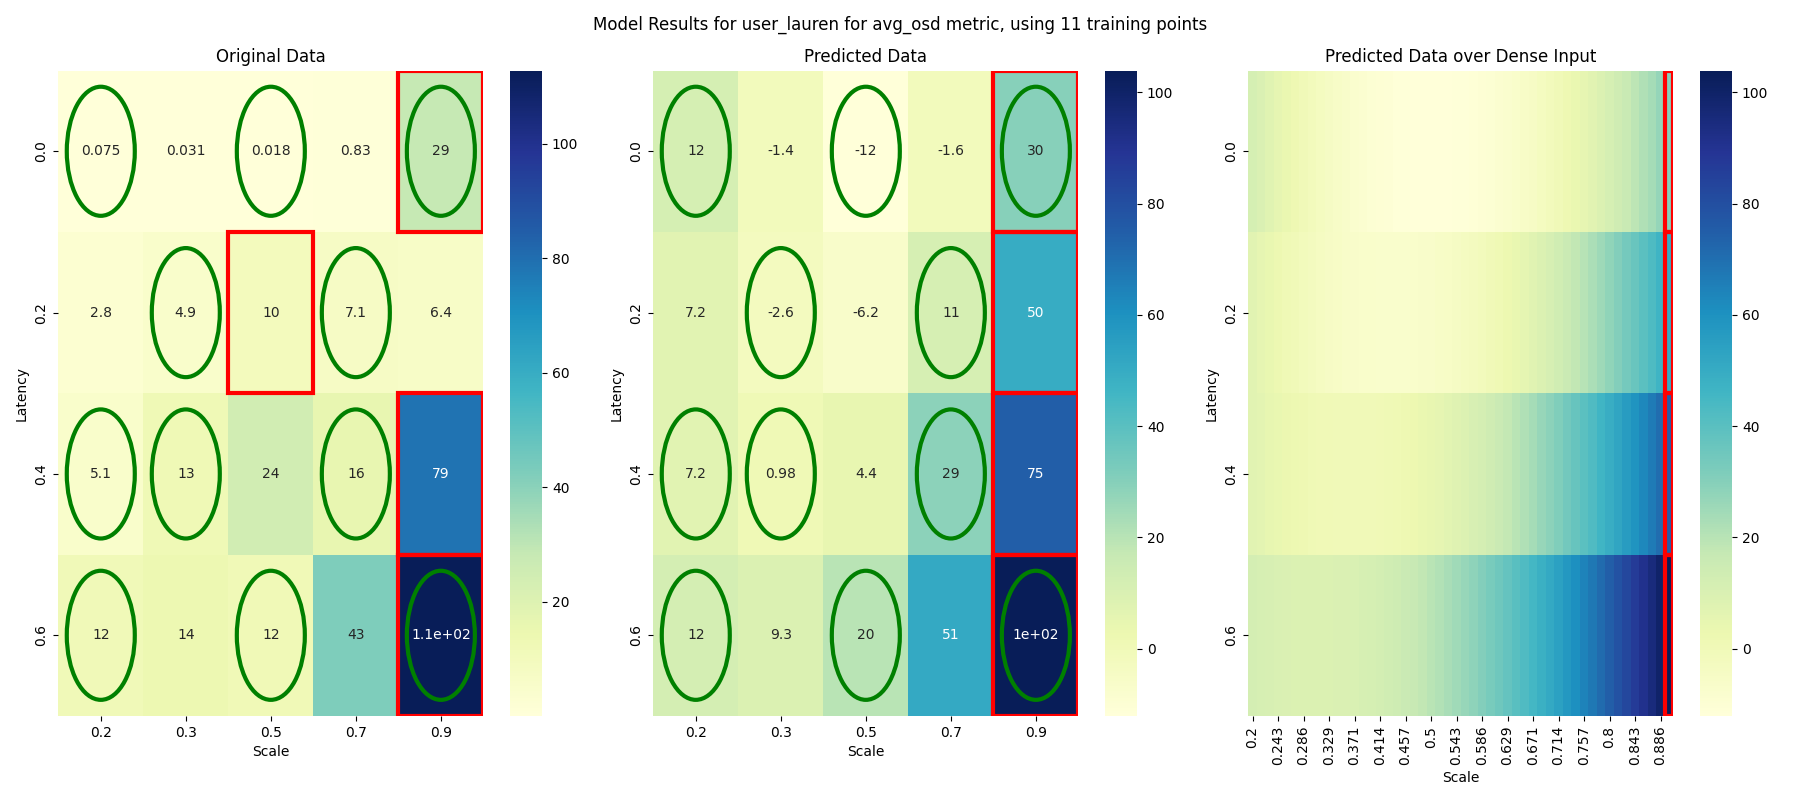 Model Results for user_lauren for avg_osd metric, using 11 training points
Original Data
0.0
0.075 0.031 0.018 0.83 29
0.2
2.8 4.9 10 7.1 6.4
0.4
5.1 13 24 16 79
0.6
12 14 12 43 1.1e+02
0.2 0.3 0.5 0.7 0.9
Scale
Latency
100
80
60
40
20
Predicted Data
0.0
12 -1.4 -12 -1.6 30
0.2
7.2 -2.6 -6.2 11 50
0.4
7.2 0.98 4.4 29 75
0.6
12 9.3 20 51 1e+02
0.2 0.3 0.5 0.7 0.9
Scale
Latency
100
80
60
40
20
0
Predicted Data over Dense Input
0.0
0.2
0.4
0.6
0.2 0.243 0.286 0.329 0.371 0.414 0.457 0.5 0.543 0.586 0.629 0.671 0.714 0.757 0.8 0.843 0.886
Scale
Latency
100
80
60
40
20
0